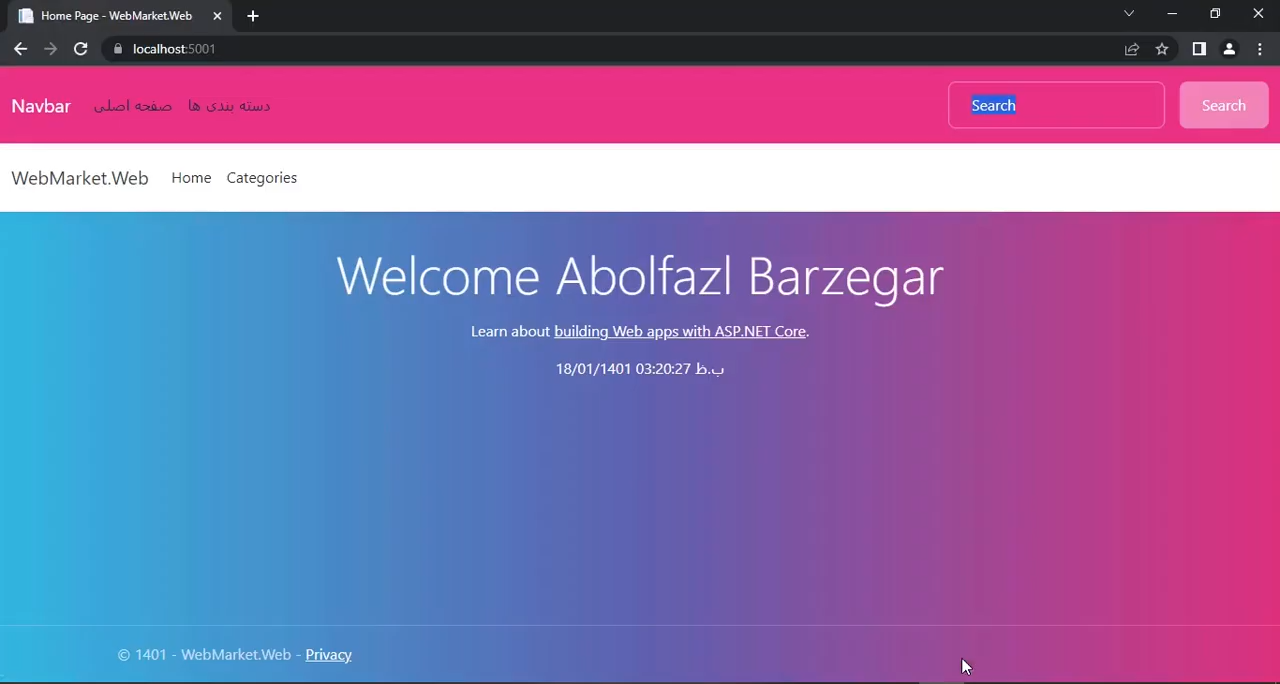 Home Page - WebMarket.Web
localhost:5001
Navbar صفحه اصلی دسته بندی ها Search Search
WebMarket.Web Home Categories
Welcome Abolfazl Barzegar
Learn about building Web apps with ASP.NET Core.
18/01/1401 03:20:27 ب.ظ
© 1401 - WebMarket.Web - Privacy